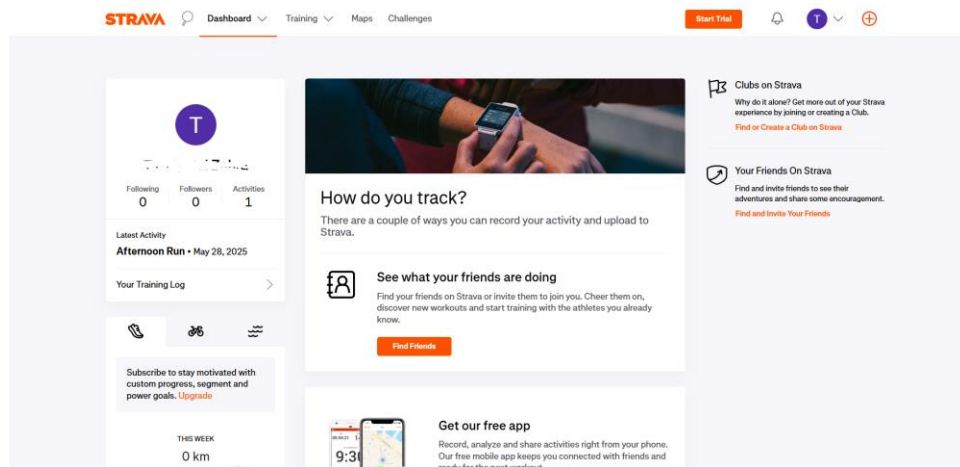 STRAVA Dashboard Training Maps Challenges Start Trial T
T
Following Followers Activities
0 0 1
Latest Activity
Afternoon Run • May 28, 2025
Your Training Log
Subscribe to stay motivated with
custom progress, segment and
power goals. Upgrade
THIS WEEK
0 km
How do you track?
There are a couple of ways you can record your activity and upload to
Strava.
See what your friends are doing
Find your friends on Strava or invite them to join you. Cheer them on,
discover new workouts and start training with the athletes you already
know.
Find Friends
9:3
Get our free app
Record, analyze and share activities right from your phone.
Our free mobile app keeps you connected with friends and
ready for the next workout.
Clubs on Strava
Why do it alone? Get more out of your Strava
experience by joining or creating a Club.
Find or Create a Club on Strava
Your Friends On Strava
Find and invite friends to see their
adventures and share some encouragement.
Find and Invite Your Friends